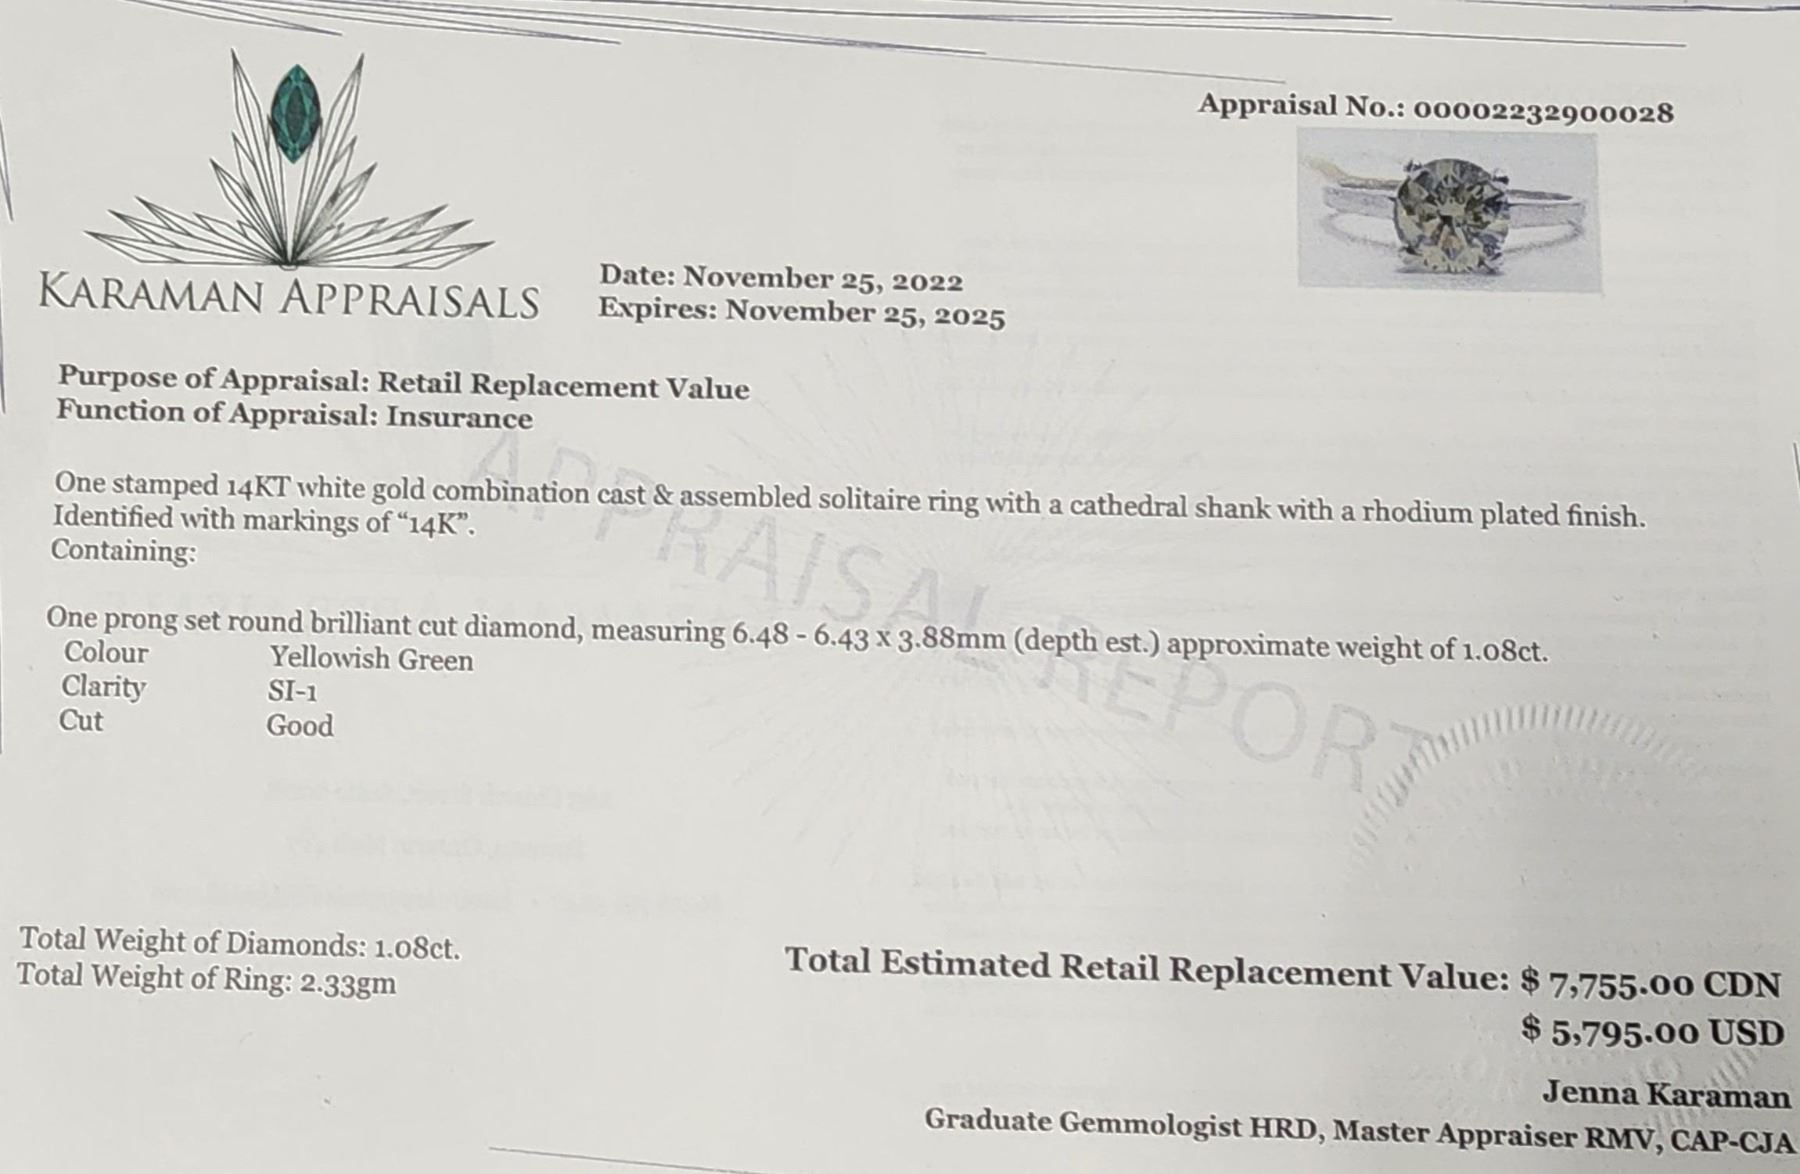 Appraisal No.: 00002232900028
KARAMAN APPRAISALS
Date: November 25, 2022
Expires: November 25, 2025
Purpose of Appraisal: Retail Replacement Value
Function of Appraisal: Insurance
One stamped 14KT white gold combination cast & assembled solitaire ring with a cathedral shank with a rhodium plated finish.
Identified with markings of “14K”.
Containing:
One prong set round brilliant cut diamond, measuring 6.48 - 6.43 x 3.88mm (depth est.) approximate weight of 1.08ct.
Colour Yellowish Green
Clarity SI-1
Cut Good
APPRAISAL REPORT
Total Weight of Diamonds: 1.08ct.
Total Weight of Ring: 2.33gm
Total Estimated Retail Replacement Value: $ 7,755.00 CDN
$ 5,795.00 USD
Jenna Karaman
Graduate Gemmologist HRD, Master Appraiser RMV, CAP-CJA